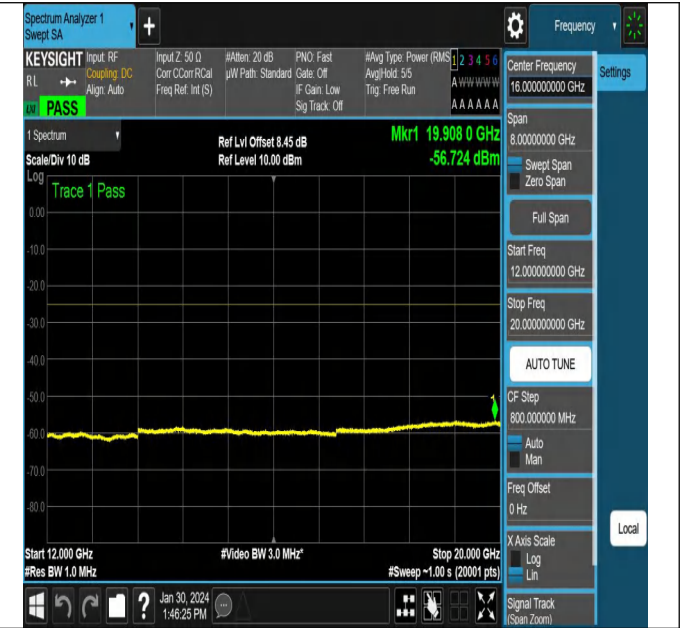 Spectrum Analyzer 1
Swept SA
+
Frequency
KEYSIGHT
RL
PASS
Input: RF
Coupling: DC
Align: Auto
Input Z: 50 Ω
Corr CCorr RCal
Freq Ref: Int (S)
#Atten: 20 dB
µW Path: Standard
PNO: Fast
Gate: Off
IF Gain: Low
Sig Track: Off
#Avg Type: Power (RMS
Avg|Hold: 5/5
Trig: Free Run
1 2 3 4 5 6
A W W W W W
A A A A A A
1 Spectrum
Scale/Div 10 dB
Ref Lvl Offset 8.45 dB
Ref Level 10.00 dBm
Mkr1 19.908 0 GHz
-56.724 dBm
Log
Trace 1 Pass
0.00
-10.0
-20.0
-30.0
-40.0
-50.0
-60.0
-70.0
-80.0
1
Start 12.000 GHz
#Res BW 1.0 MHz
#Video BW 3.0 MHz*
Stop 20.000 GHz
#Sweep ~1.00 s (20001 pts)
Center Frequency
16.000000000 GHz
Settings
Span
8.00000000 GHz
Swept Span
Zero Span
Full Span
Start Freq
12.000000000 GHz
Stop Freq
20.000000000 GHz
AUTO TUNE
CF Step
800.000000 MHz
Auto
Man
Freq Offset
0 Hz
X Axis Scale
Log
Lin
Local
Signal Track
(Span Zoom)
?
Jan 30, 2024
1:46:25 PM